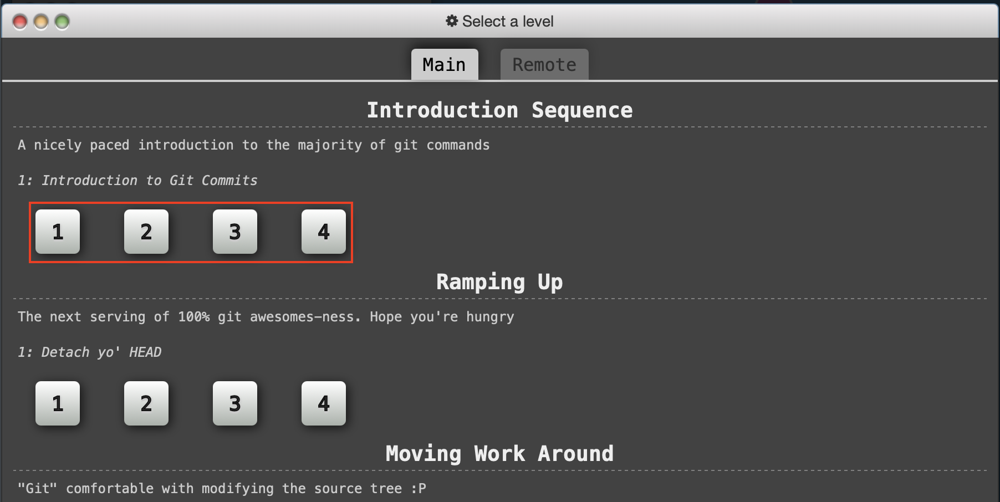 Select a level
Main Remote
Introduction Sequence
A nicely paced introduction to the majority of git commands
1: Introduction to Git Commits
1 2 3 4
Ramping Up
The next serving of 100% git awesomes-ness. Hope you're hungry
1: Detach yo' HEAD
1 2 3 4
Moving Work Around
"Git" comfortable with modifying the source tree :P